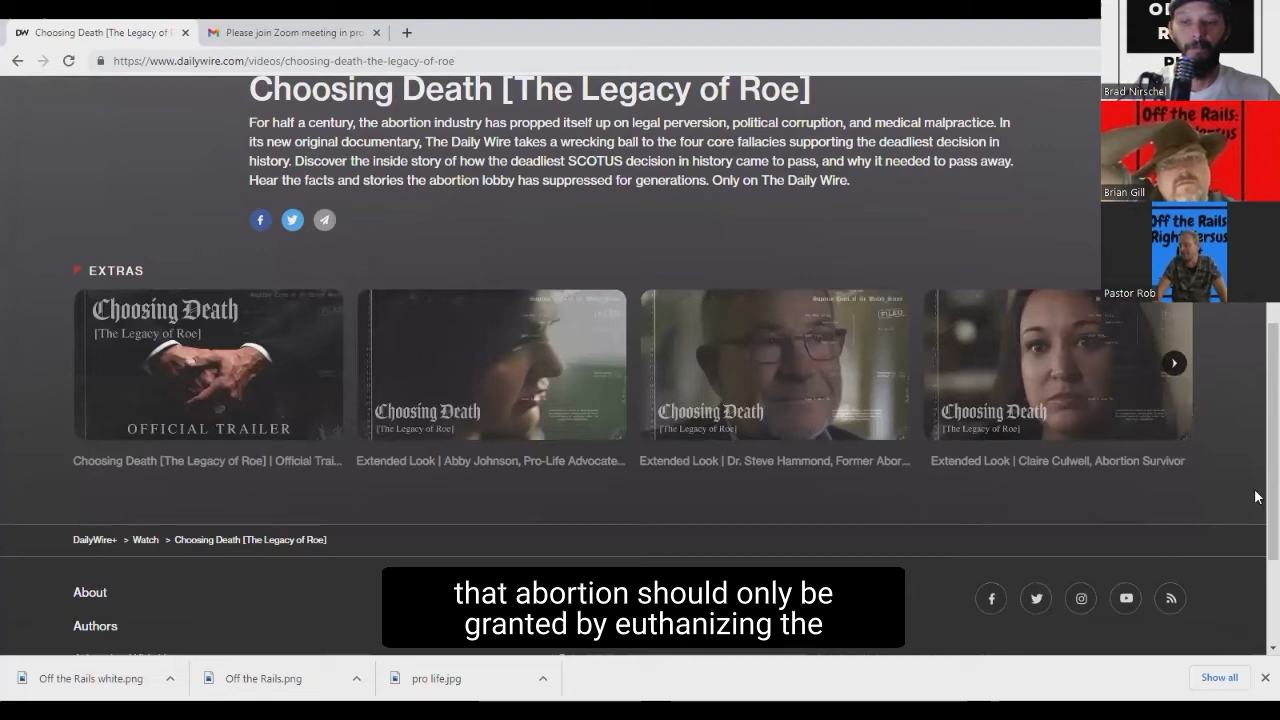 Choosing Death [The Legacy of R
Please join Zoom meeting in pro
https://www.dailywire.com/videos/choosing-death-the-legacy-of-roe
Choosing Death [The Legacy of Roe]
For half a century, the abortion industry has propped itself up on legal perversion, political corruption, and medical malpractice. In
its new original documentary, The Daily Wire takes a wrecking ball to the four core fallacies supporting the deadliest decision in
history. Discover the inside story of how the deadliest SCOTUS decision in history came to pass, and why it needed to pass away.
Hear the facts and stories the abortion lobby has suppressed for generations. Only on The Daily Wire.
Brad Nirschel
Off the Rails:
Brian Gill
Off the Rails
Pastor Rob
EXTRAS
Choosing Death
[The Legacy of Roe]
OFFICIAL TRAILER
Choosing Death
[The Legacy of Roe]
FILED
Choosing Death
[The Legacy of Roe]
FILED
Choosing Death
[The Legacy of Roe]
Choosing Death [The Legacy of Roe] | Official Trai...
Extended Look | Abby Johnson, Pro-Life Advocate...
Extended Look | Dr. Steve Hammond, Former Abor...
Extended Look | Claire Culwell, Abortion Survivor
DailyWire+ > Watch > Choosing Death [The Legacy of Roe]
About
Authors
that abortion should only be
granted by euthanizing the
Off the Rails white.png
Off the Rails.png
pro life.jpg
Show all